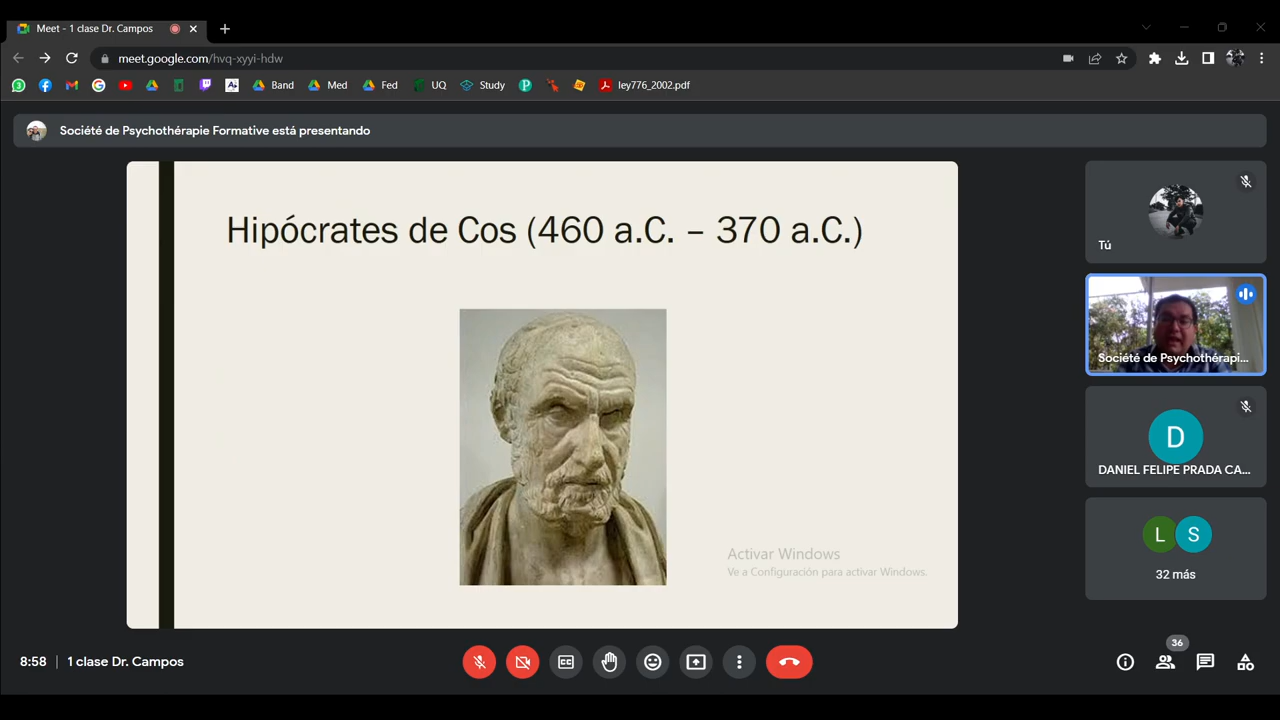 Meet - 1 clase Dr. Campos
meet.google.com/hvq-xyyi-hdw
Band
Med
Fed
UQ
Study
ley776_2002.pdf
Société de Psychothérapie Formative está presentando
Hipócrates de Cos (460 a.C. – 370 a.C.)
Activar Windows
Ve a Configuración para activar Windows.
Tú
Société de Psychothérapi...
D
DANIEL FELIPE PRADA CA...
L S
32 más
8:58 | 1 clase Dr. Campos
36